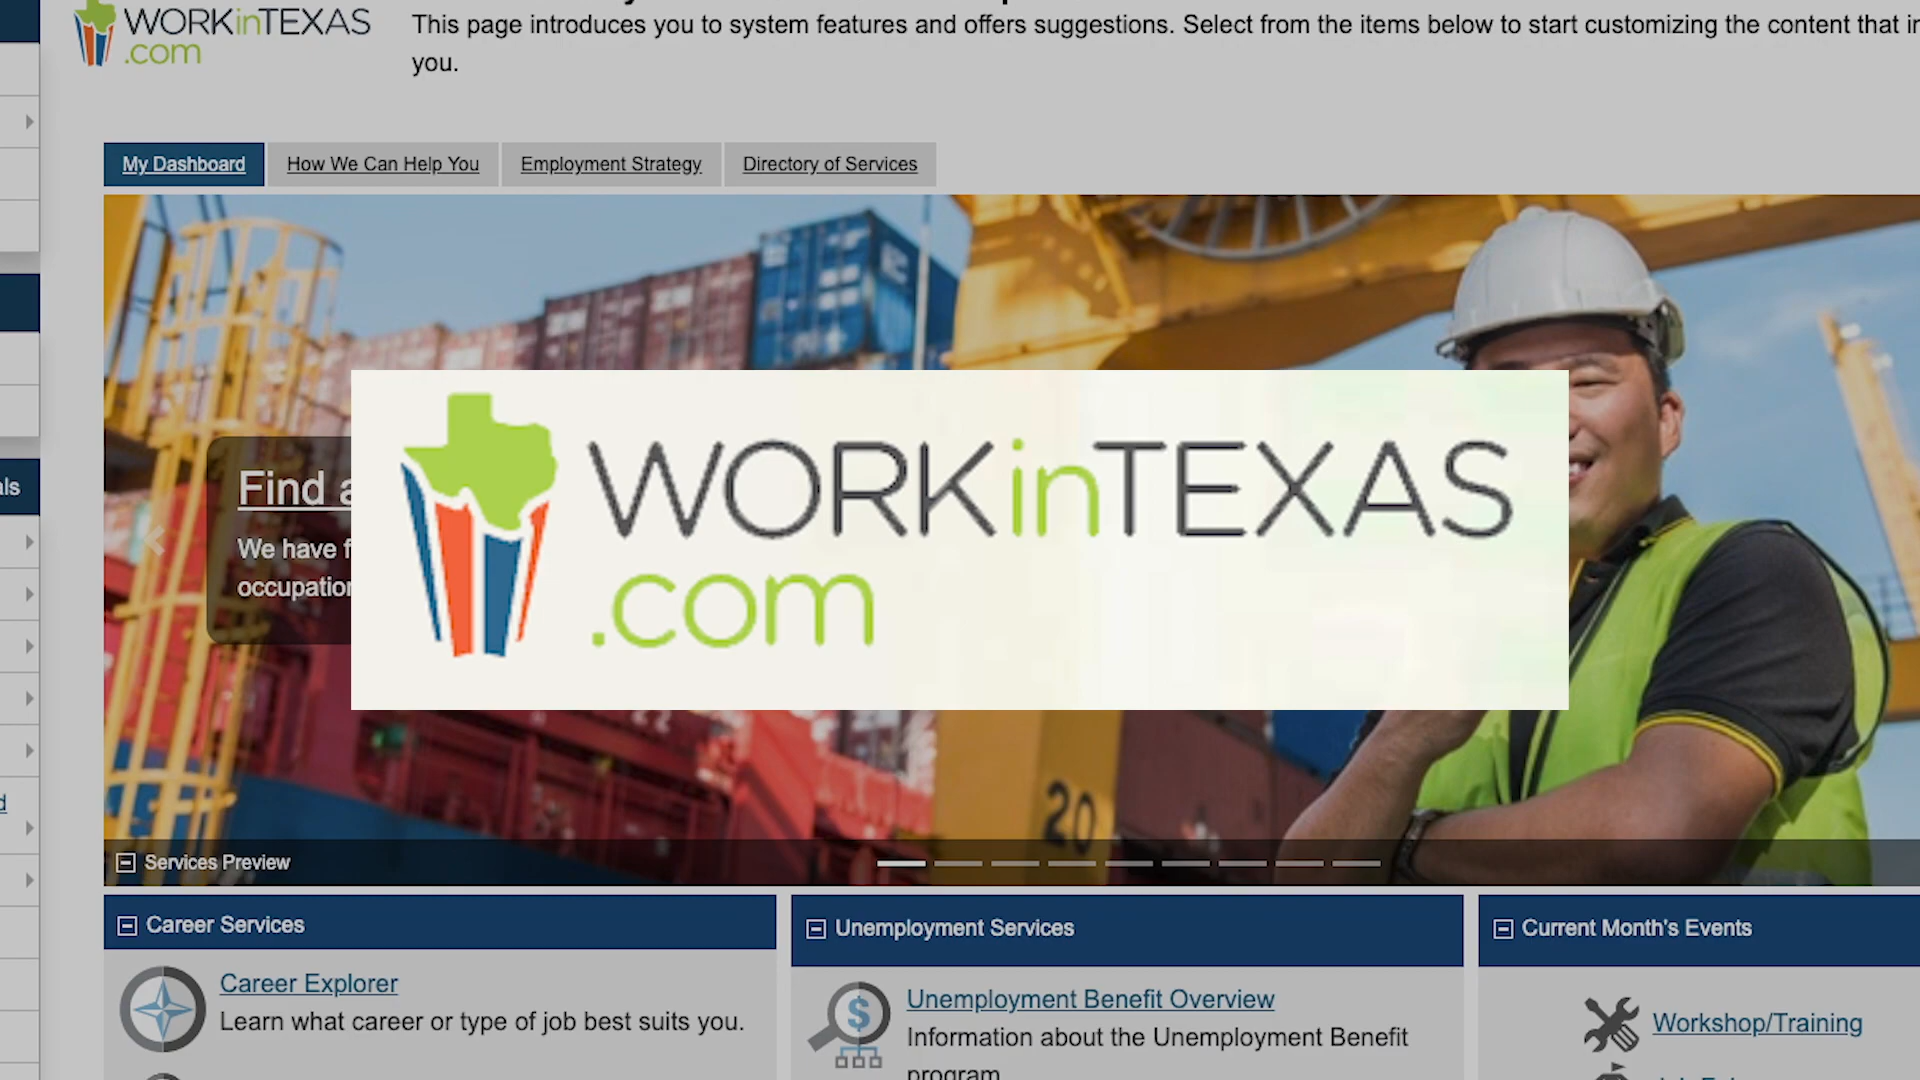 WORKinTEXAS
.com
This page introduces you to system features and offers suggestions. Select from the items below to start customizing the content that
you.
My Dashboard
How We Can Help You
Employment Strategy
Directory of Services
Find
We have
WORKinTEXAS
.com
20
Services Preview
Career Services
Unemployment Services
Current Month's Events
Career Explorer
Learn what career or type of job best suits you.
Unemployment Benefit Overview
Information about the Unemployment Benefit
program.
Workshop/Training